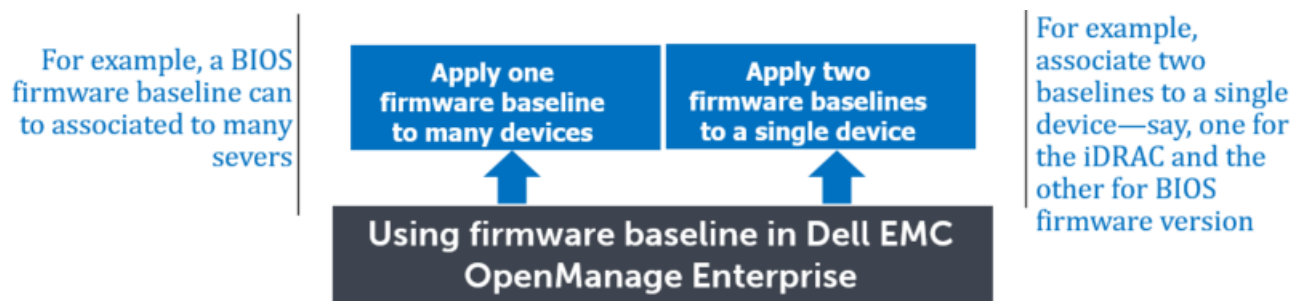 For example, a BIOS
firmware baseline can
to associated to many
severs
Apply one
firmware baseline
to many devices
Apply two
firmware baselines
to a single device
For example,
associate two
baselines to a single
device—say, one for
the iDRAC and the
other for BIOS
firmware version
Using firmware baseline in Dell EMC
OpenManage Enterprise